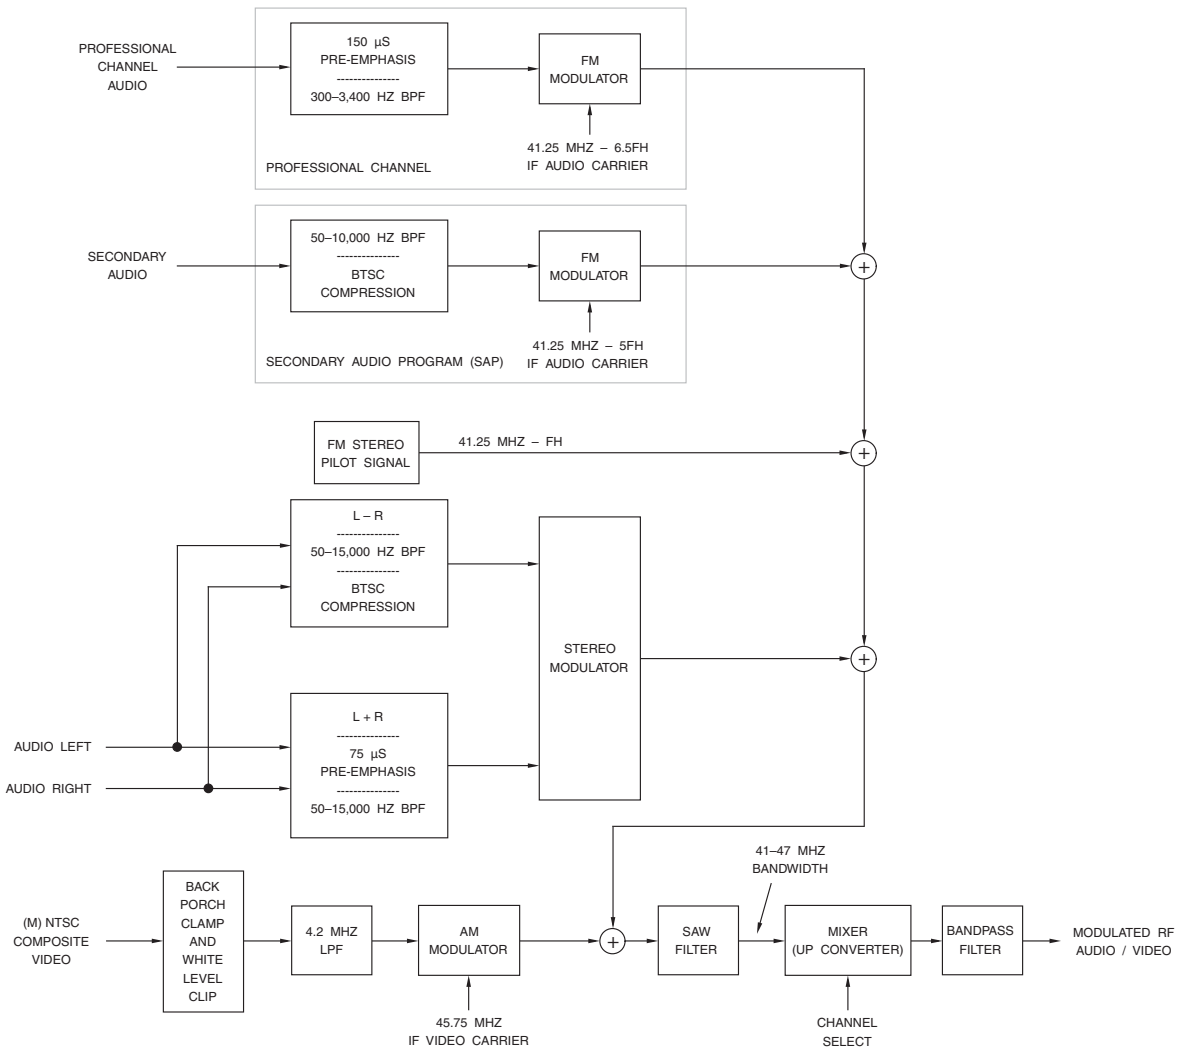 PROFESSIONAL
CHANNEL
AUDIO
150 µS
PRE-EMPHASIS
---------------
300–3,400 HZ BPF
FM
MODULATOR
41.25 MHZ – 6.5FH
IF AUDIO CARRIER
PROFESSIONAL CHANNEL
SECONDARY
AUDIO
50–10,000 HZ BPF
---------------
BTSC
COMPRESSION
FM
MODULATOR
41.25 MHZ – 5FH
IF AUDIO CARRIER
SECONDARY AUDIO PROGRAM (SAP)
+
FM STEREO
PILOT SIGNAL
41.25 MHZ – FH
+
L – R
---------------
50–15,000 HZ BPF
---------------
BTSC
COMPRESSION
STEREO
MODULATOR
+
AUDIO LEFT
AUDIO RIGHT
L + R
---------------
75 µS
PRE-EMPHASIS
---------------
50–15,000 HZ BPF
(M) NTSC
COMPOSITE
VIDEO
BACK
PORCH
CLAMP
AND
WHITE
LEVEL
CLIP
4.2 MHZ
LPF
AM
MODULATOR
45.75 MHZ
IF VIDEO CARRIER
+
SAW
FILTER
41–47 MHZ
BANDWIDTH
MIXER
(UP CONVERTER)
CHANNEL
SELECT
BANDPASS
FILTER
MODULATED RF
AUDIO / VIDEO